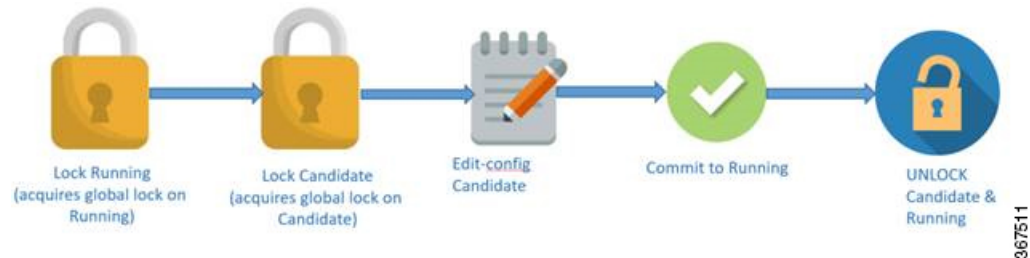 Lock Running
(acquires global lock on
Running)
Lock Candidate
(acquires global lock on
Candidate)
Edit-config
Candidate
Commit to Running
UNLOCK
Candidate &
Running
367511